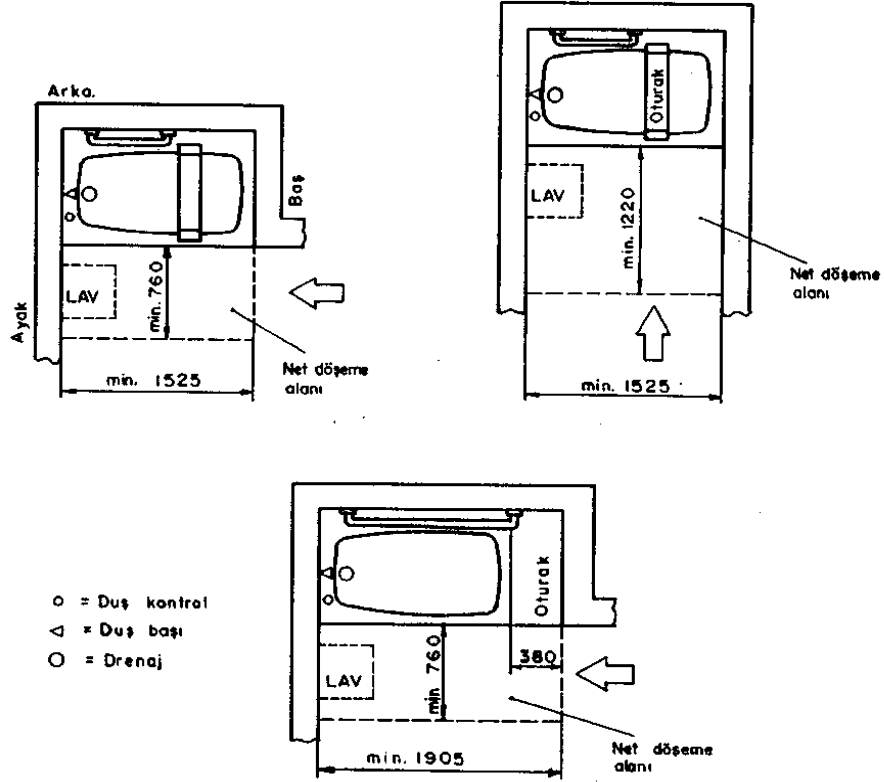 Arka.
Baş
LAV
min. 760
Ayak
Net döşeme
alanı
min. 1525
Oturak
LAV
min. 1220
Net döşeme
alanı
min. 1525
Oturak
LAV
min 760
380
min. 1905
Net döşeme
alanı
= Duş kontrol
= Duş başı
= Drenaj